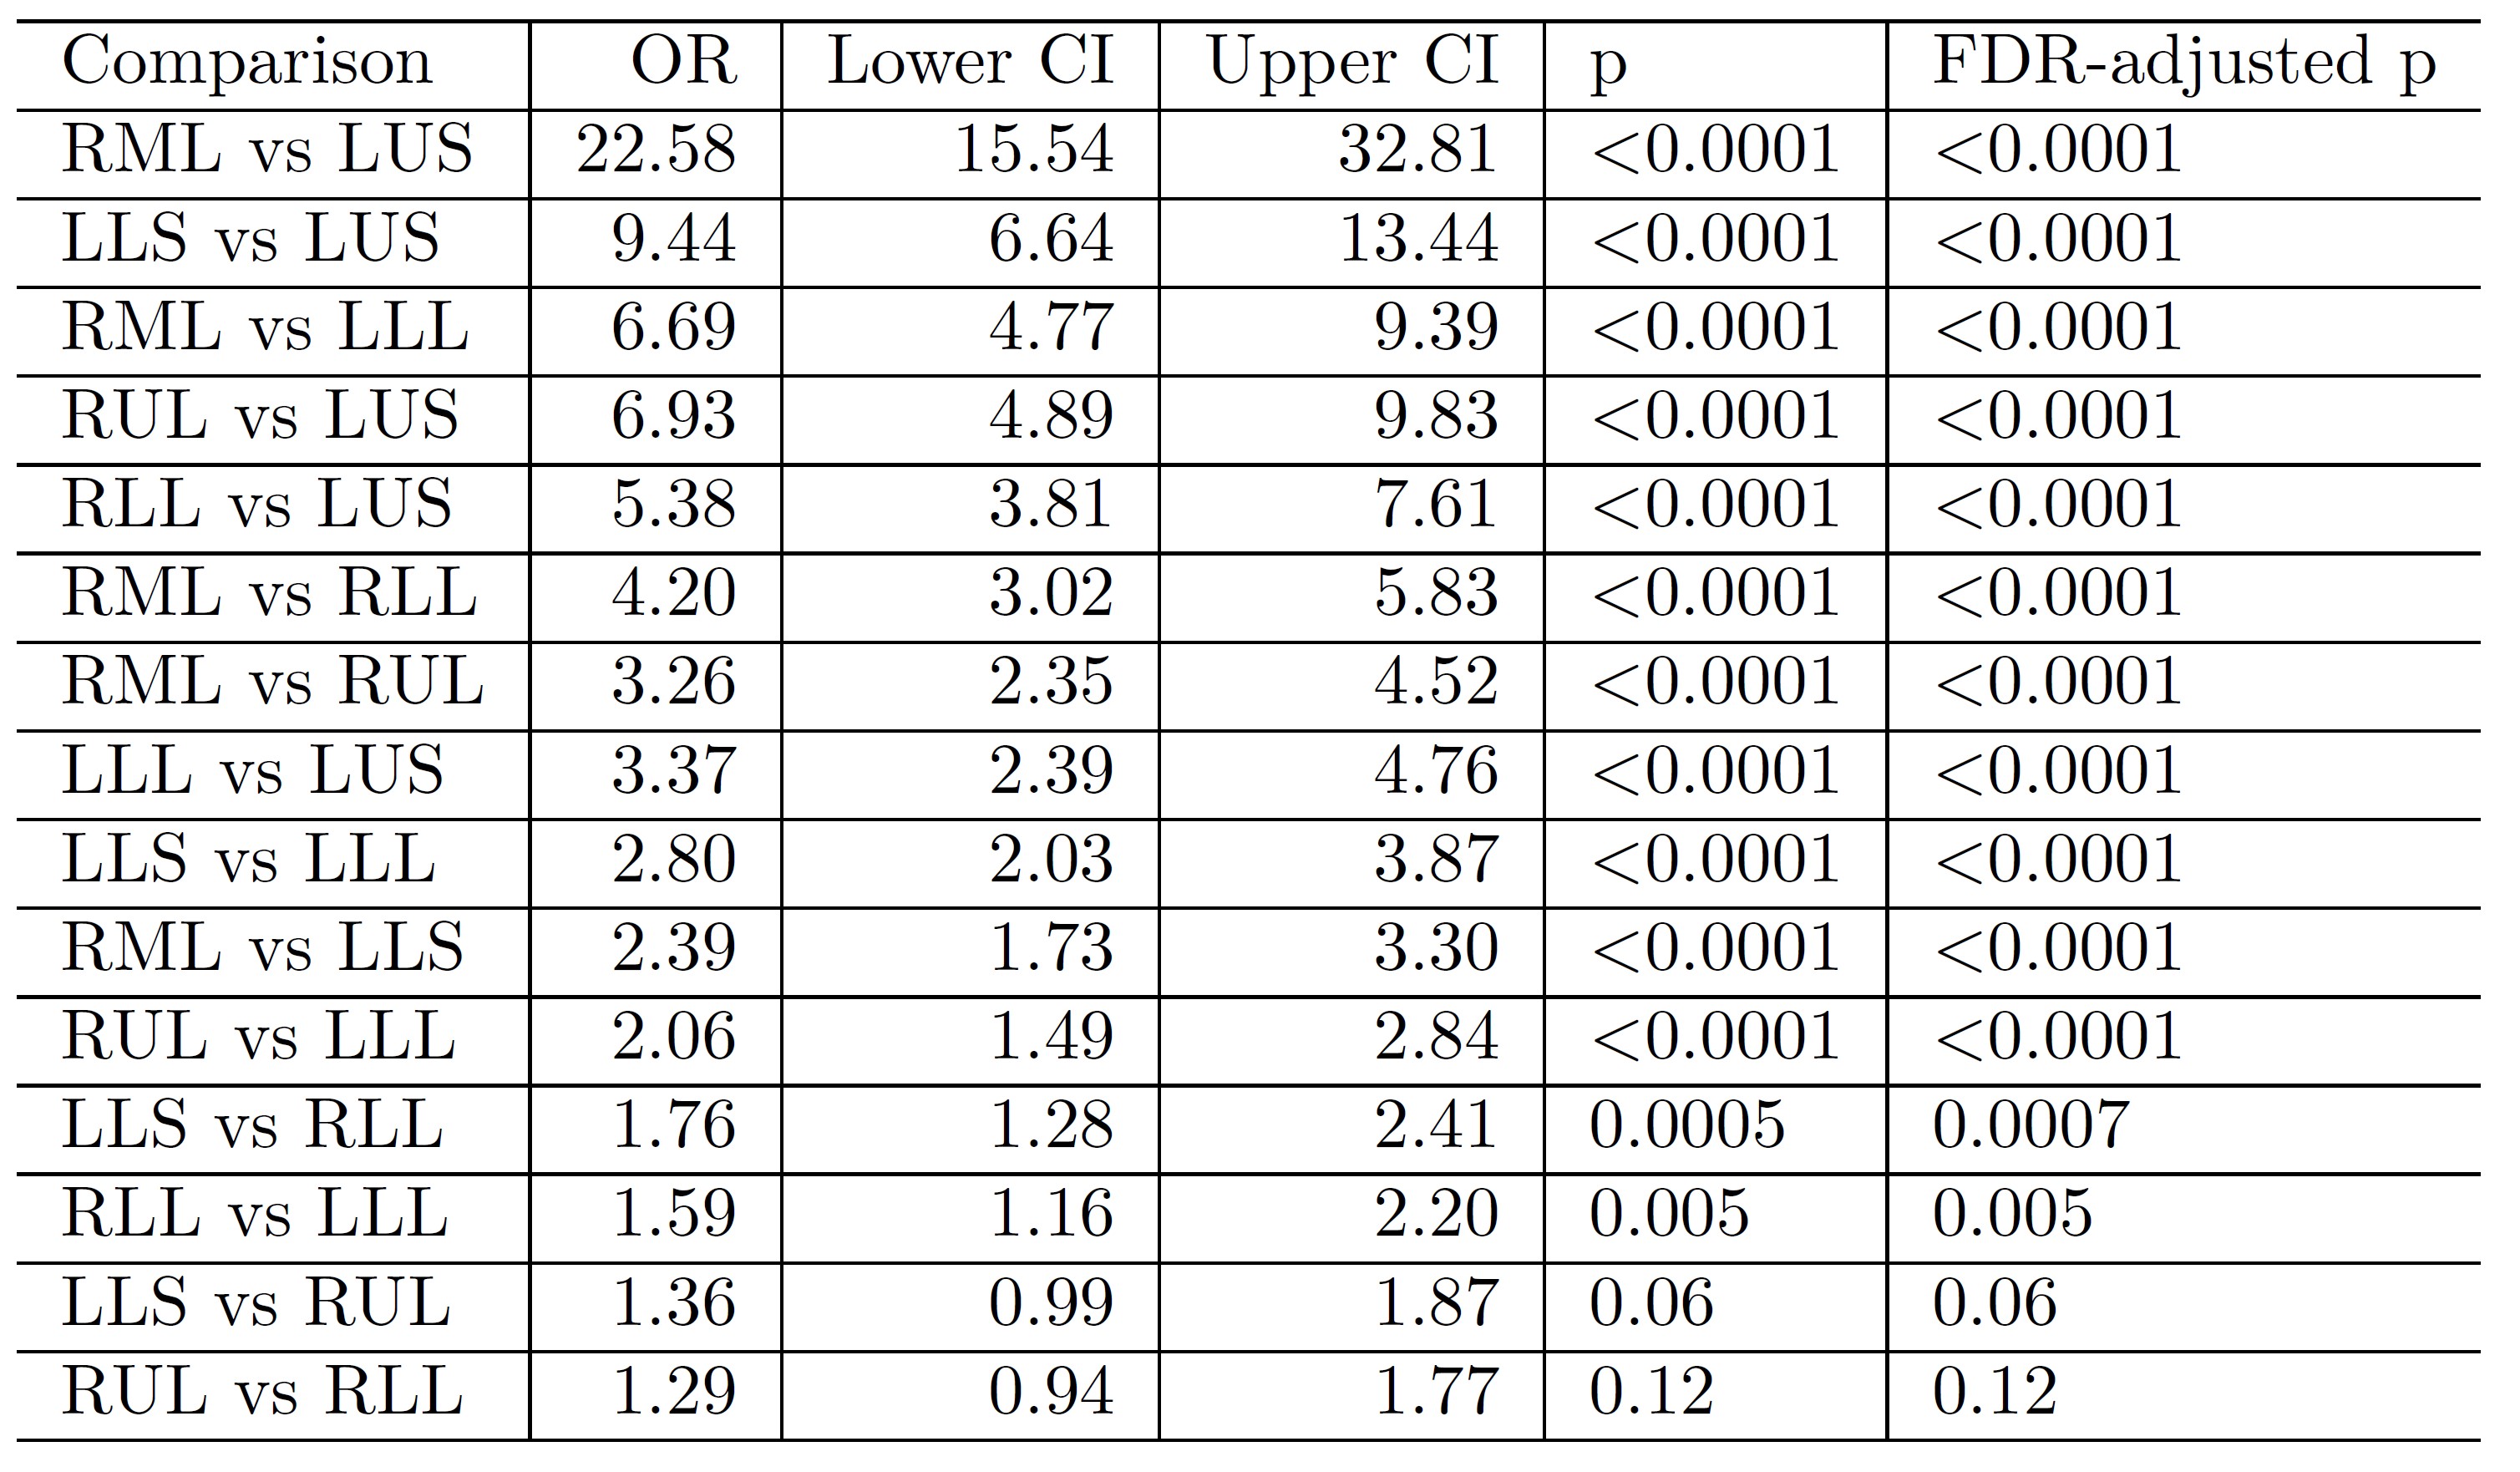 Comparison OR Lower CI Upper CI p FDR-adjusted p
RML vs LUS 22.58 15.54 32.81 <0.0001 <0.0001
LLS vs LUS 9.44 6.64 13.44 <0.0001 <0.0001
RML vs LLL 6.69 4.77 9.39 <0.0001 <0.0001
RUL vs LUS 6.93 4.89 9.83 <0.0001 <0.0001
RLL vs LUS 5.38 3.81 7.61 <0.0001 <0.0001
RML vs RLL 4.20 3.02 5.83 <0.0001 <0.0001
RML vs RUL 3.26 2.35 4.52 <0.0001 <0.0001
LLL vs LUS 3.37 2.39 4.76 <0.0001 <0.0001
LLS vs LLL 2.80 2.03 3.87 <0.0001 <0.0001
RML vs LLS 2.39 1.73 3.30 <0.0001 <0.0001
RUL vs LLL 2.06 1.49 2.84 <0.0001 <0.0001
LLS vs RLL 1.76 1.28 2.41 0.0005 0.0007
RLL vs LLL 1.59 1.16 2.20 0.005 0.005
LLS vs RUL 1.36 0.99 1.87 0.06 0.06
RUL vs RLL 1.29 0.94 1.77 0.12 0.12